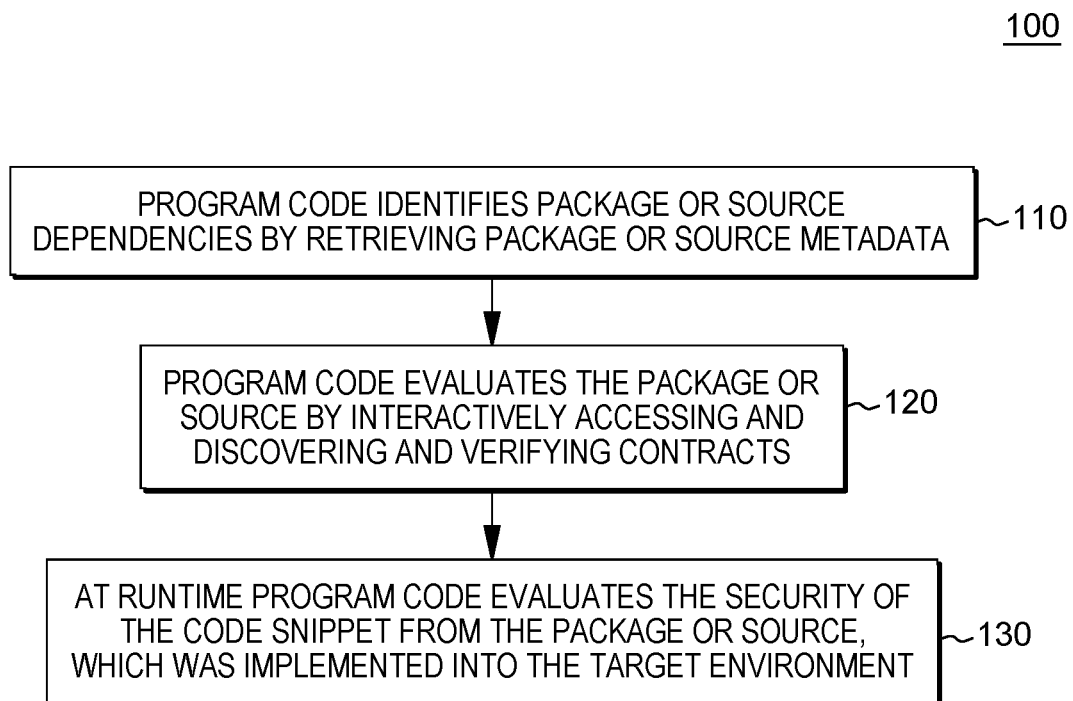 100
PROGRAM CODE IDENTIFIES PACKAGE OR SOURCE
DEPENDENCIES BY RETRIEVING PACKAGE OR SOURCE METADATA
110
PROGRAM CODE EVALUATES THE PACKAGE OR
SOURCE BY INTERACTIVELY ACCESSING AND
DISCOVERING AND VERIFYING CONTRACTS
120
AT RUNTIME PROGRAM CODE EVALUATES THE SECURITY OF
THE CODE SNIPPET FROM THE PACKAGE OR SOURCE,
WHICH WAS IMPLEMENTED INTO THE TARGET ENVIRONMENT
130